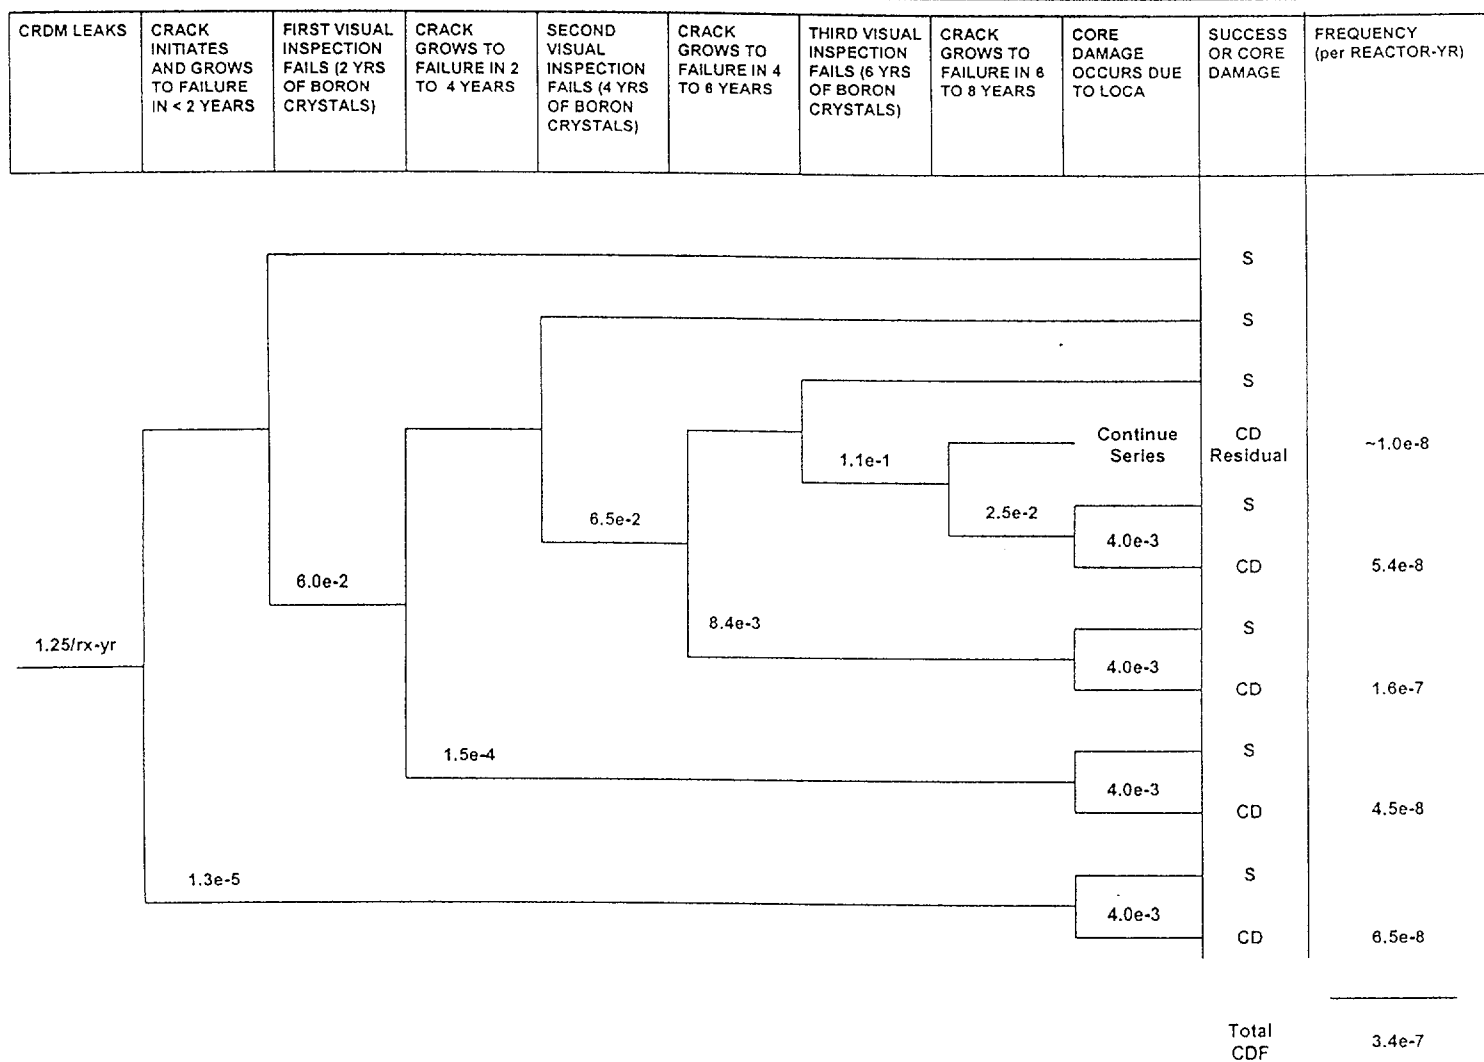 CRDM LEAKS
CRACK
INITIATES
AND GROWS
TO FAILURE
IN < 2 YEARS
FIRST VISUAL
INSPECTION
FAILS (2 YRS
OF BORON
CRYSTALS)
CRACK
GROWS TO
FAILURE IN 2
TO 4 YEARS
SECOND
VISUAL
INSPECTION
FAILS (4 YRS
OF BORON
CRYSTALS)
CRACK
GROWS TO
FAILURE IN 4
TO 6 YEARS
THIRD VISUAL
INSPECTION
FAILS (6 YRS
OF BORON
CRYSTALS)
CRACK
GROWS TO
FAILURE IN 6
TO 8 YEARS
CORE
DAMAGE
OCCURS DUE
TO LOCA
SUCCESS
OR CORE
DAMAGE
FREQUENCY
(per REACTOR-YR)
S
S
S
Continue
Series
CD
Residual
~1.0e-8
1.1e-1
S
2.5e-2
6.5e-2
4.0e-3
CD
5.4e-8
6.0e-2
8.4e-3
S
1.25/rx-yr
4.0e-3
CD
1.6e-7
1.5e-4
S
4.0e-3
CD
4.5e-8
1.3e-5
S
4.0e-3
CD
6.5e-8
Total
CDF
3.4e-7